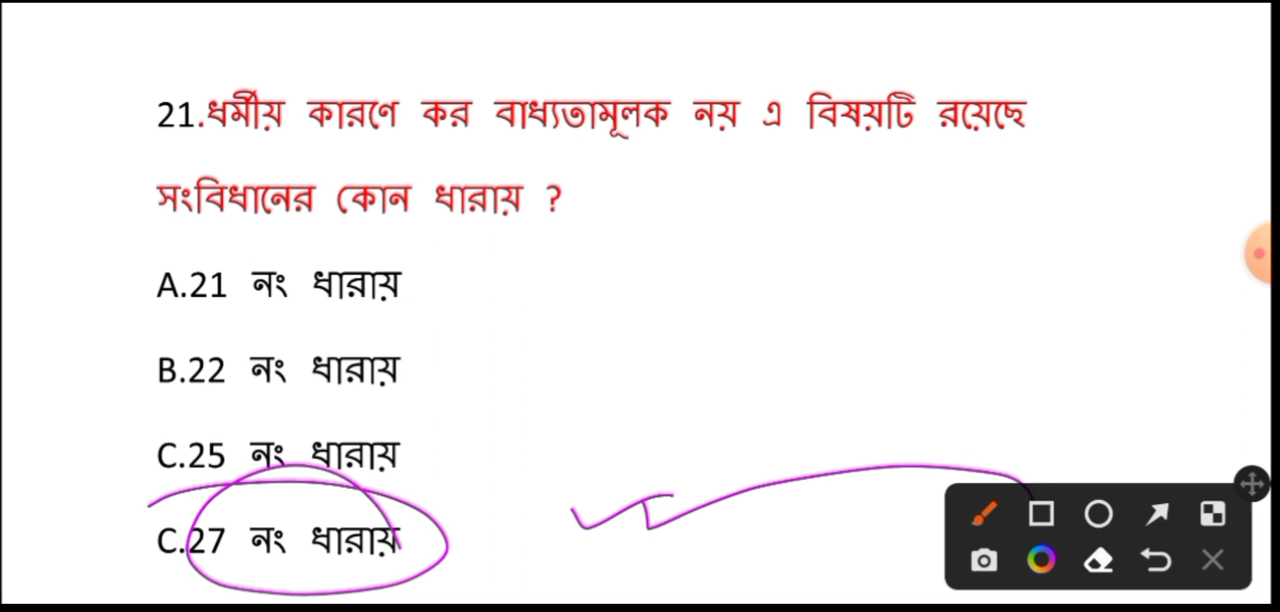 21.ধর্মীয় কারণে কর বাধ্যতামূলক নয় এ বিষয়টি রয়েছে
সংবিধানের কোন ধারায় ?
A.21 নং ধারায়
B.22 নং ধারায়
C.25 নং ধারায়
C.27 নং ধারায়